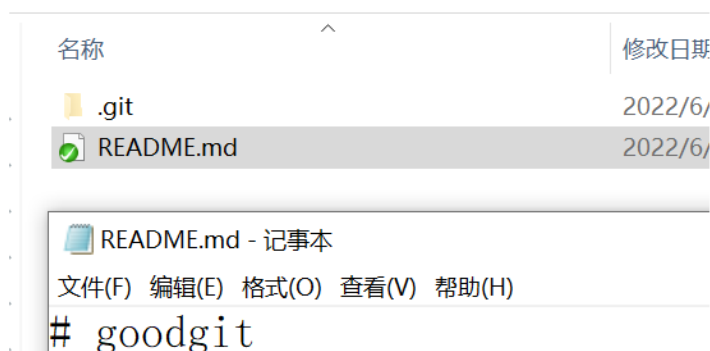 名称 修改日期
.git 2022/6/
README.md 2022/6/
README.md - 记事本
文件(F) 编辑(E) 格式(O) 查看(V) 帮助(H)
# goodgit